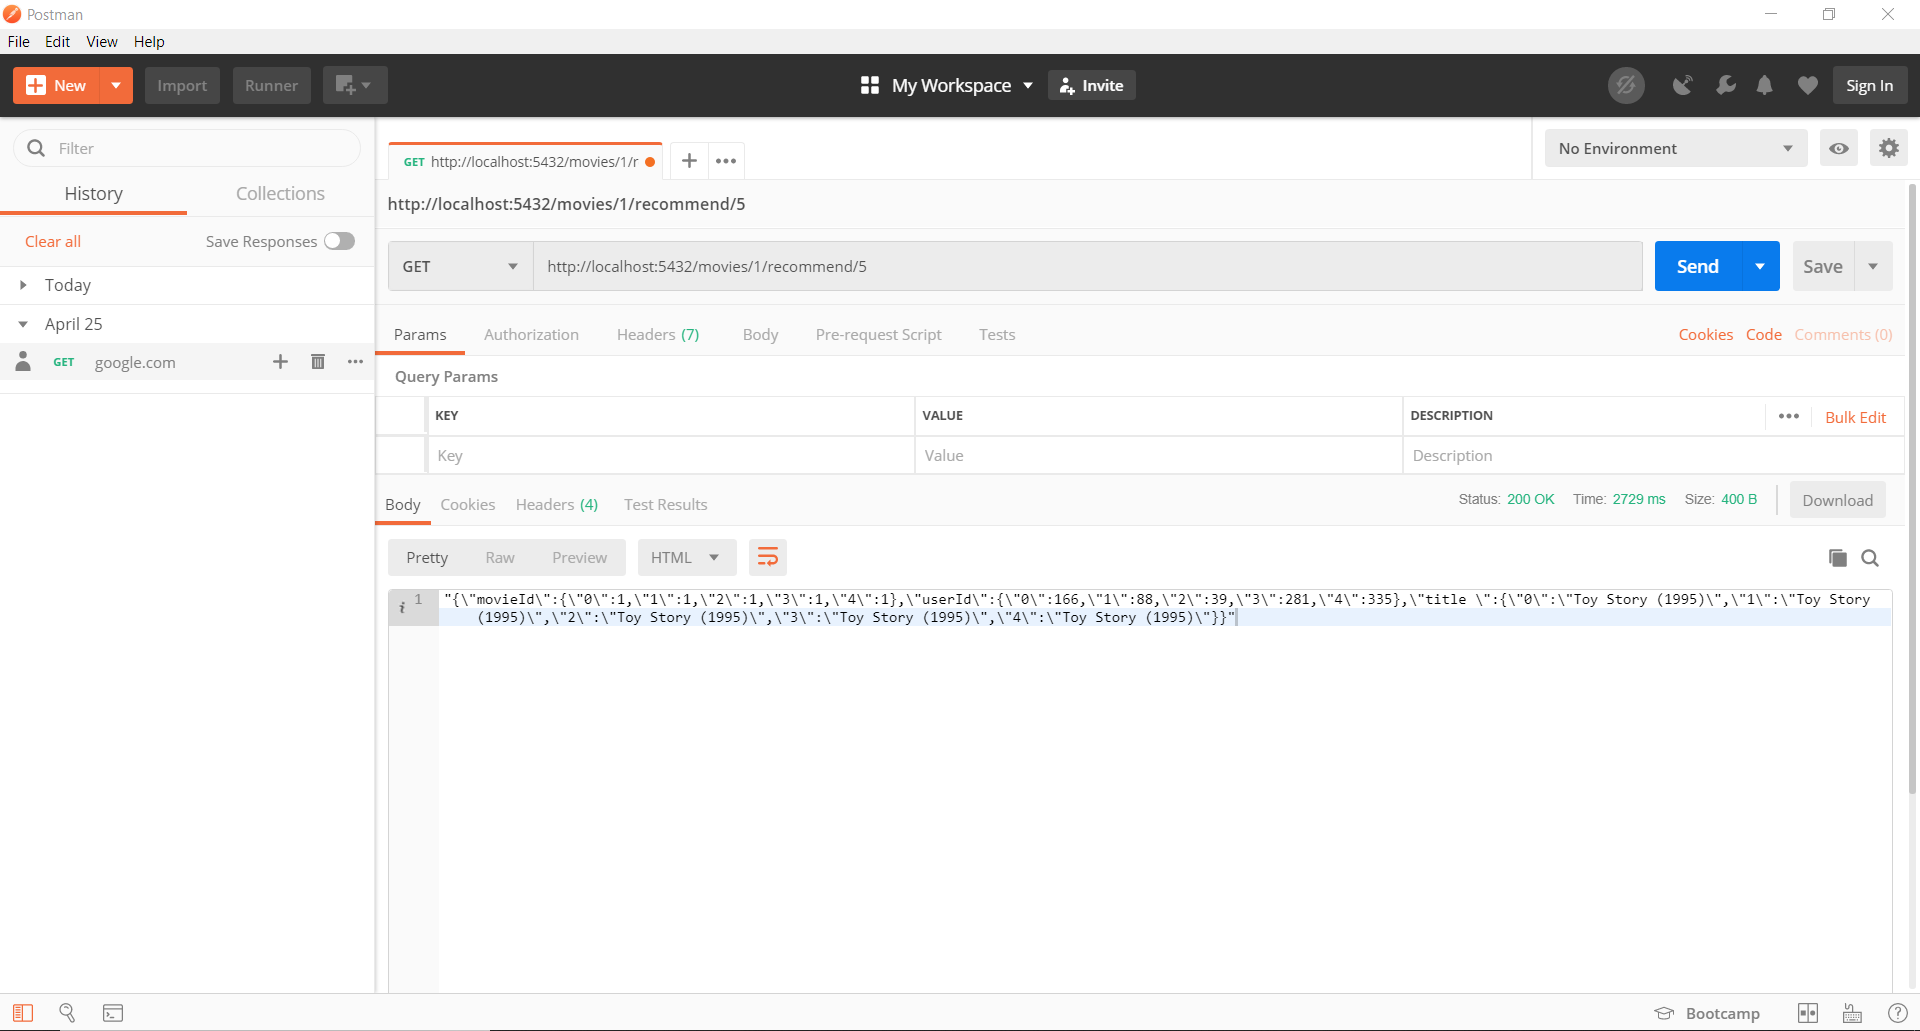 Postman
File Edit View Help
New Import Runner My Workspace Invite Sign In
Filter
History Collections
Clear all Save Responses
Today
April 25
GET google.com
GET http://localhost:5432/movies/1/r
No Environment
http://localhost:5432/movies/1/recommend/5
GET http://localhost:5432/movies/1/recommend/5 Send Save
Params Authorization Headers (7) Body Pre-request Script Tests Cookies Code Comments (0)
Query Params
KEY VALUE DESCRIPTION Bulk Edit
Key Value Description
Body Cookies Headers (4) Test Results Status: 200 OK Time: 2729 ms Size: 400 B Download
Pretty Raw Preview HTML
i 1 "{\"movieId\":{\"0\":1,\"1\":1,\"2\":1,\"3\":1,\"4\":1},\"userId\":{\"0\":166,\"1\":88,\"2\":39,\"3\":281,\"4\":335},\"title \":{\"0\":\"Toy Story (1995)\",\"1\":\"Toy Story
(1995)\",\"2\":\"Toy Story (1995)\",\"3\":\"Toy Story (1995)\",\"4\":\"Toy Story (1995)\"}}"
Bootcamp